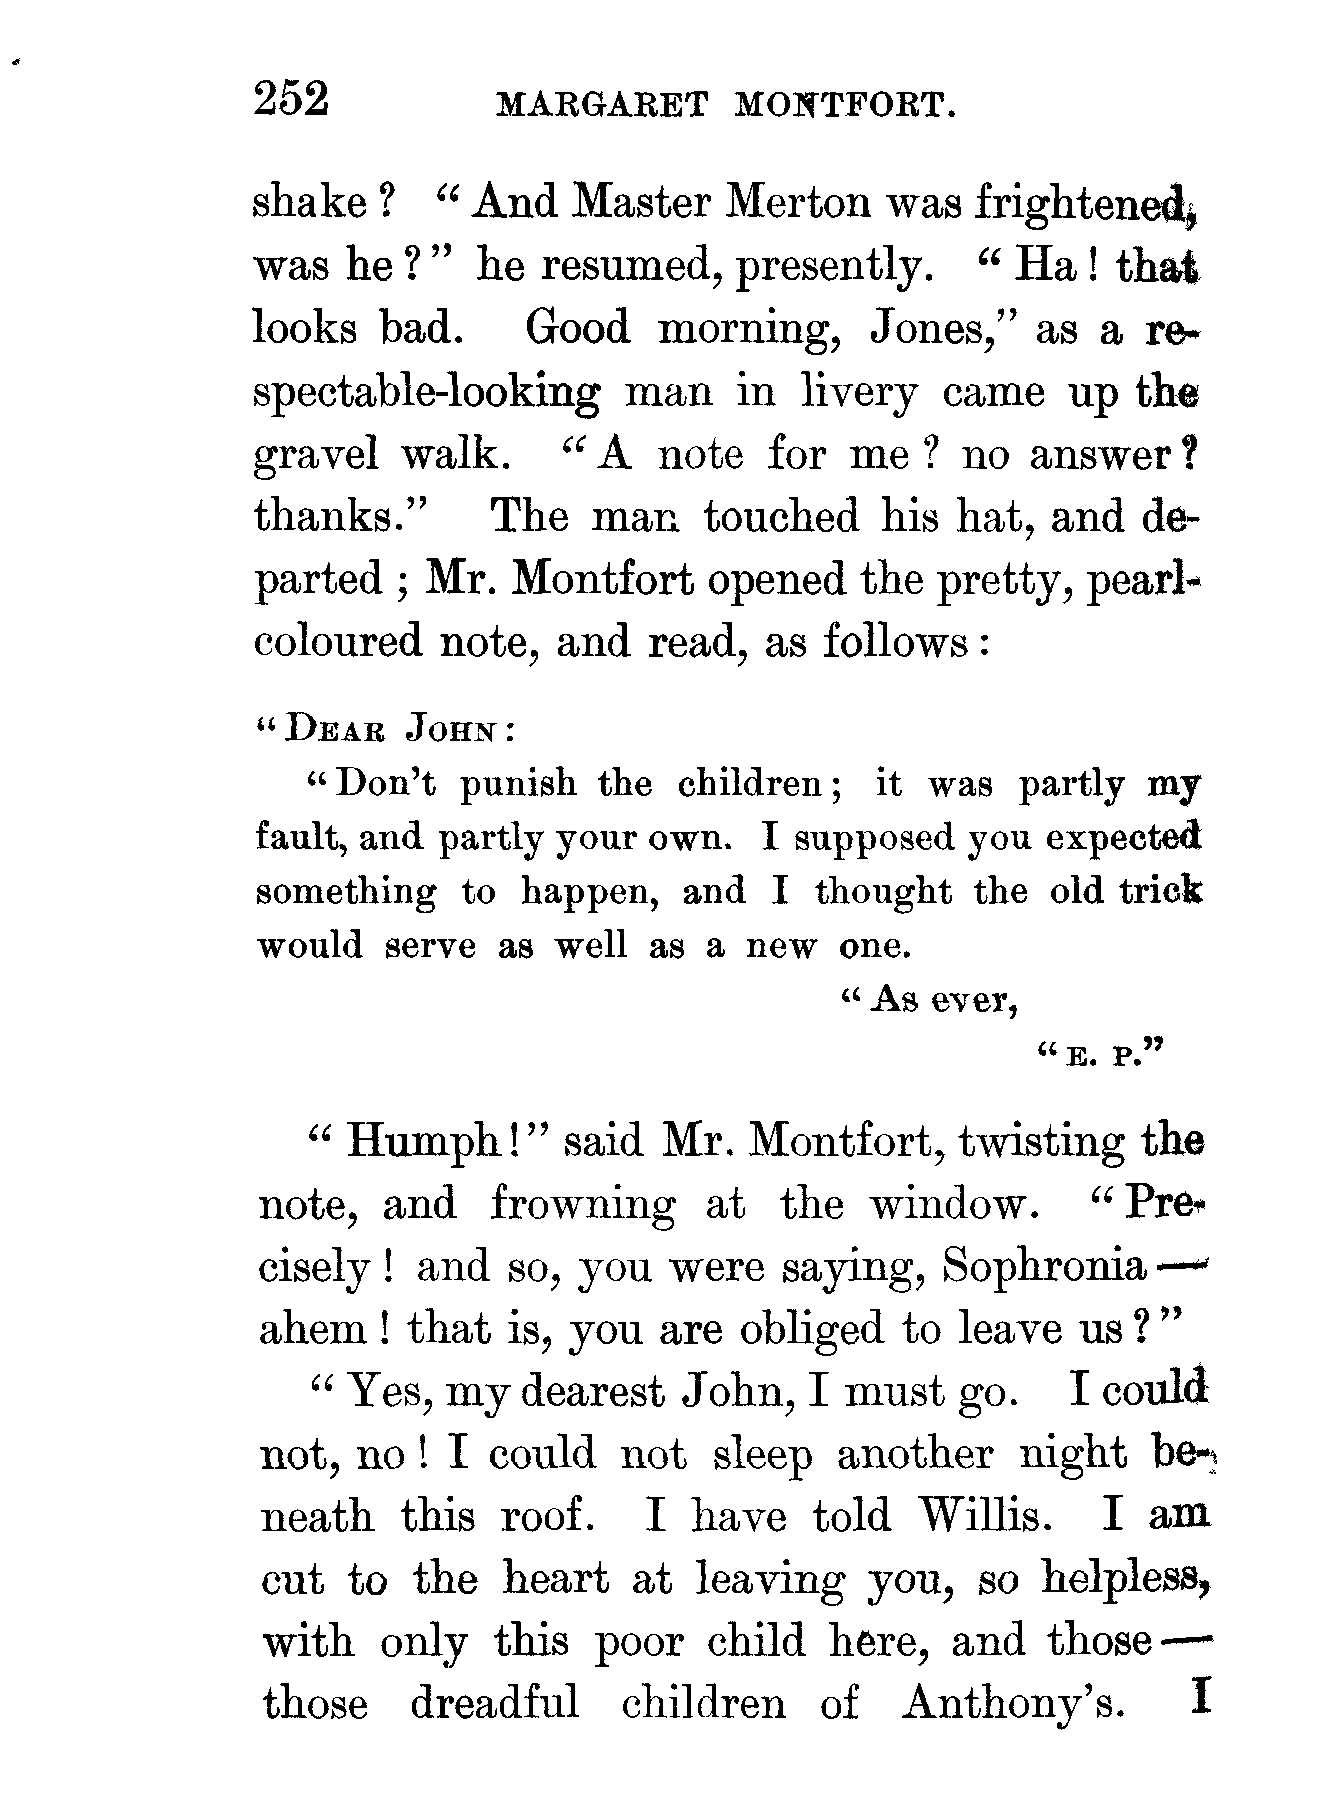 252 MARGARET MONTFORT.
shake? "And Master Merton was frightened,
was he?" he resumed, presently. "Ha! that
looks bad. Good morning, Jones," as a re-
spectable-looking man in livery came up the
gravel walk. "A note for me? no answer?
thanks." The man touched his hat, and de-
parted; Mr. Montfort opened the pretty, pearl-
coloured note, and read, as follows:
"DEAR JOHN:
"Don't punish the children; it was partly my
fault, and partly your own. I supposed you expected
something to happen, and I thought the old trick
would serve as well as a new one.
"As ever,
"E. P."
"Humph!" said Mr. Montfort, twisting the
note, and frowning at the window. "Pre-
cisely! and so, you were saying, Sophronia—
ahem! that is, you are obliged to leave us?"
"Yes, my dearest John, I must go. I could
not, no! I could not sleep another night be-
neath this roof. I have told Willis. I am
cut to the heart at leaving you, so helpless,
with only this poor child here, and those—
those dreadful children of Anthony's. I